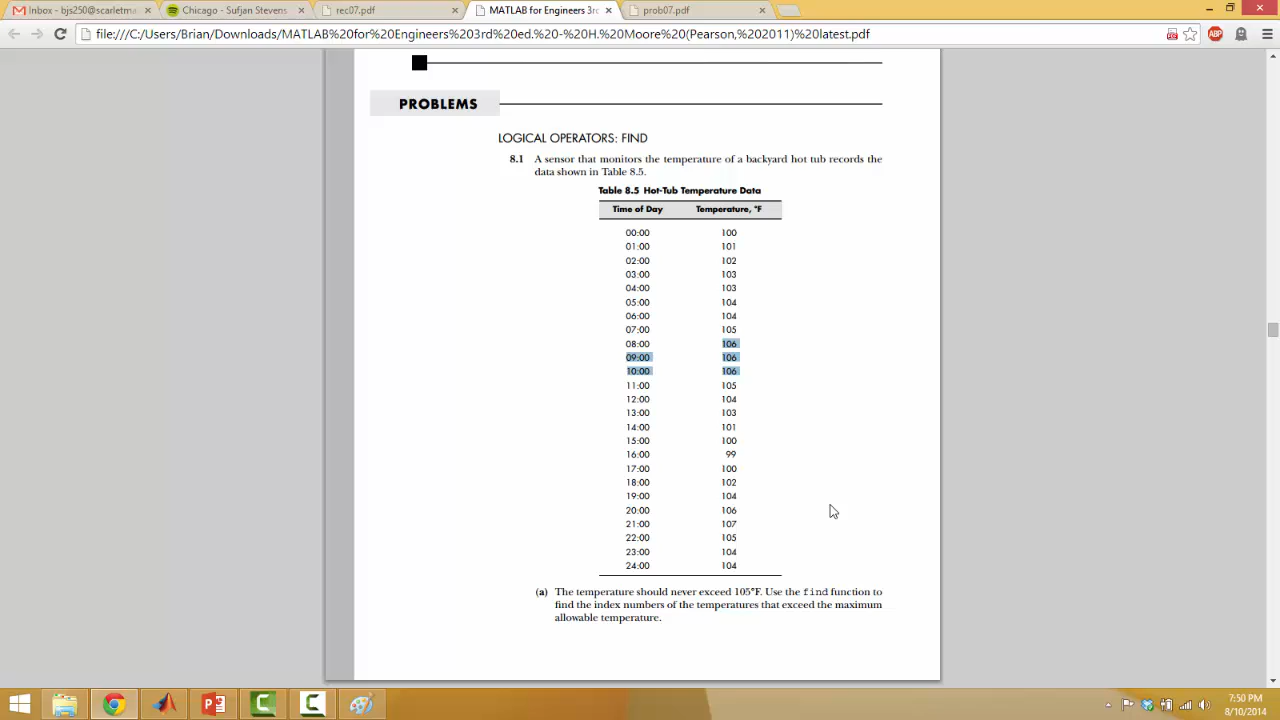 Inbox - bjs250@scarletma
Chicago - Sufjan Stevens
rec07.pdf
MATLAB for Engineers 3rd
prob07.pdf
file:///C:/Users/Brian/Downloads/MATLAB%20for%20Engineers%203rd%20ed.%20-%20H.%20Moore%20(Pearson,%202011)%20latest.pdf
ABP
PROBLEMS
LOGICAL OPERATORS: FIND
8.1 A sensor that monitors the temperature of a backyard hot tub records the
data shown in Table 8.5.
Table 8.5 Hot-Tub Temperature Data
Time of Day Temperature, °F
00:00 100
01:00 101
02:00 102
03:00 103
04:00 103
05:00 104
06:00 104
07:00 105
08:00 106
09:00 106
10:00 106
11:00 105
12:00 104
13:00 103
14:00 101
15:00 100
16:00 99
17:00 100
18:00 102
19:00 104
20:00 106
21:00 107
22:00 105
23:00 104
24:00 104
(a) The temperature should never exceed 105°F. Use the find function to
find the index numbers of the temperatures that exceed the maximum
allowable temperature.
7:50 PM
8/10/2014